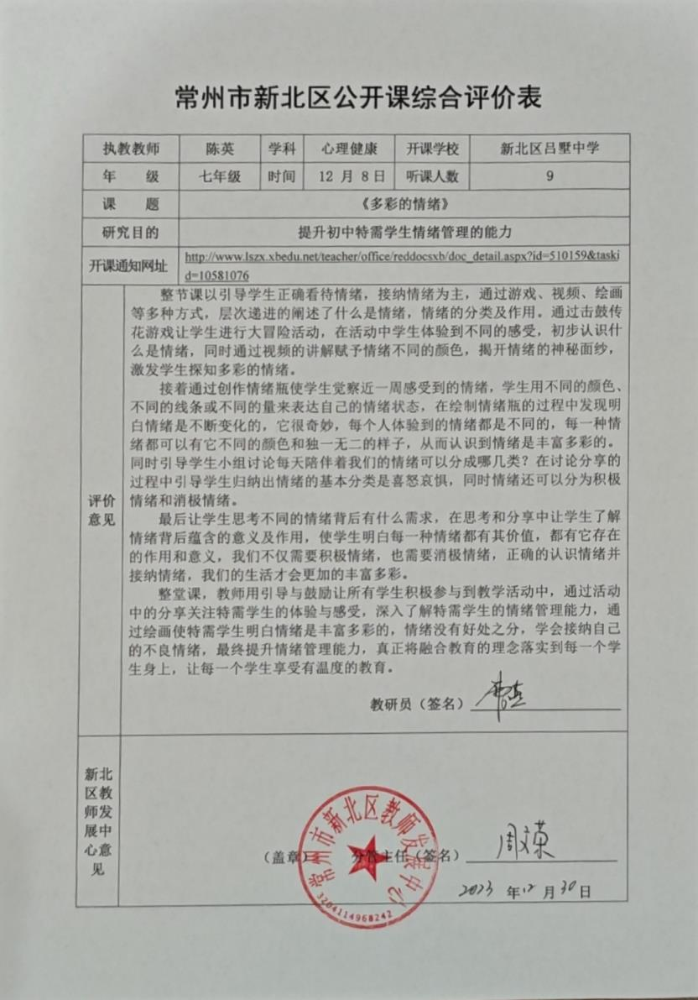 常州市新北区公开课综合评价表
执教教师 陈英 学科 心理健康 开课学校 新北区吕墅中学
年 级 七年级 时间 12 月 8 日 听课人数 9
课 题 《多彩的情绪》
研究目的 提升初中特需学生情绪管理的能力
开课通知网址 http://www.lszx.xbedu.net/teacher/office/reddocsxb/doc_detail.aspx?id=510159&taski
d=10581076
整节课以引导学生正确看待情绪，接纳情绪为主，通过游戏、视频、绘画
等多种方式，层次递进的阐述了什么是情绪，情绪的分类及作用。通过击鼓传
花游戏让学生进行大冒险活动，在活动中学生体验到不同的感受，初步认识什
么是情绪，同时通过视频的讲解赋予情绪不同的颜色，揭开情绪的神秘面纱，
激发学生探知多彩的情绪。
接着通过创作情绪瓶使学生觉察近一周感受到的情绪，学生用不同的颜色、
不同的线条或不同的量来表达自己的情绪状态，在绘制情绪瓶的过程中发现明
白情绪是不断变化的，它很奇妙，每个人体验到的情绪都是不同的，每一种情
绪都可以有它不同的颜色和独一无二的样子，从而认识到情绪是丰富多彩的。
同时引导学生小组讨论每天陪伴着我们的情绪可以分成哪几类？在讨论分享的
过程中引导学生归纳出情绪的基本分类是喜怒哀惧，同时情绪还可以分为积极
情绪和消极情绪。
评价
意见
最后让学生思考不同的情绪背后有什么需求，在思考和分享中让学生了解
情绪背后蕴含的意义及作用，使学生明白每一种情绪都有其价值，都有它存在
的作用和意义，我们不仅需要积极情绪，也需要消极情绪，正确的认识情绪并
接纳情绪，我们的生活才会更加的丰富多彩。
整堂课，教师用引导与鼓励让所有学生积极参与到教学活动中，通过活动
中的分享关注特需学生的体验与感受，深入了解特需学生的情绪管理能力，通
过绘画使特需学生明白情绪是丰富多彩的，情绪没有好处之分，学会接纳自己
的不良情绪，最终提升情绪管理能力，真正将融合教育的理念落实到每一个学
生身上，让每一个学生享受有温度的教育。
教研员（签名）
新北
区教
师发
展中
心意
见
常州市新北区教师发展中心
3204114968242
（盖章） 分管主任（签名） 周文荣
2023 年 12 月 30 日